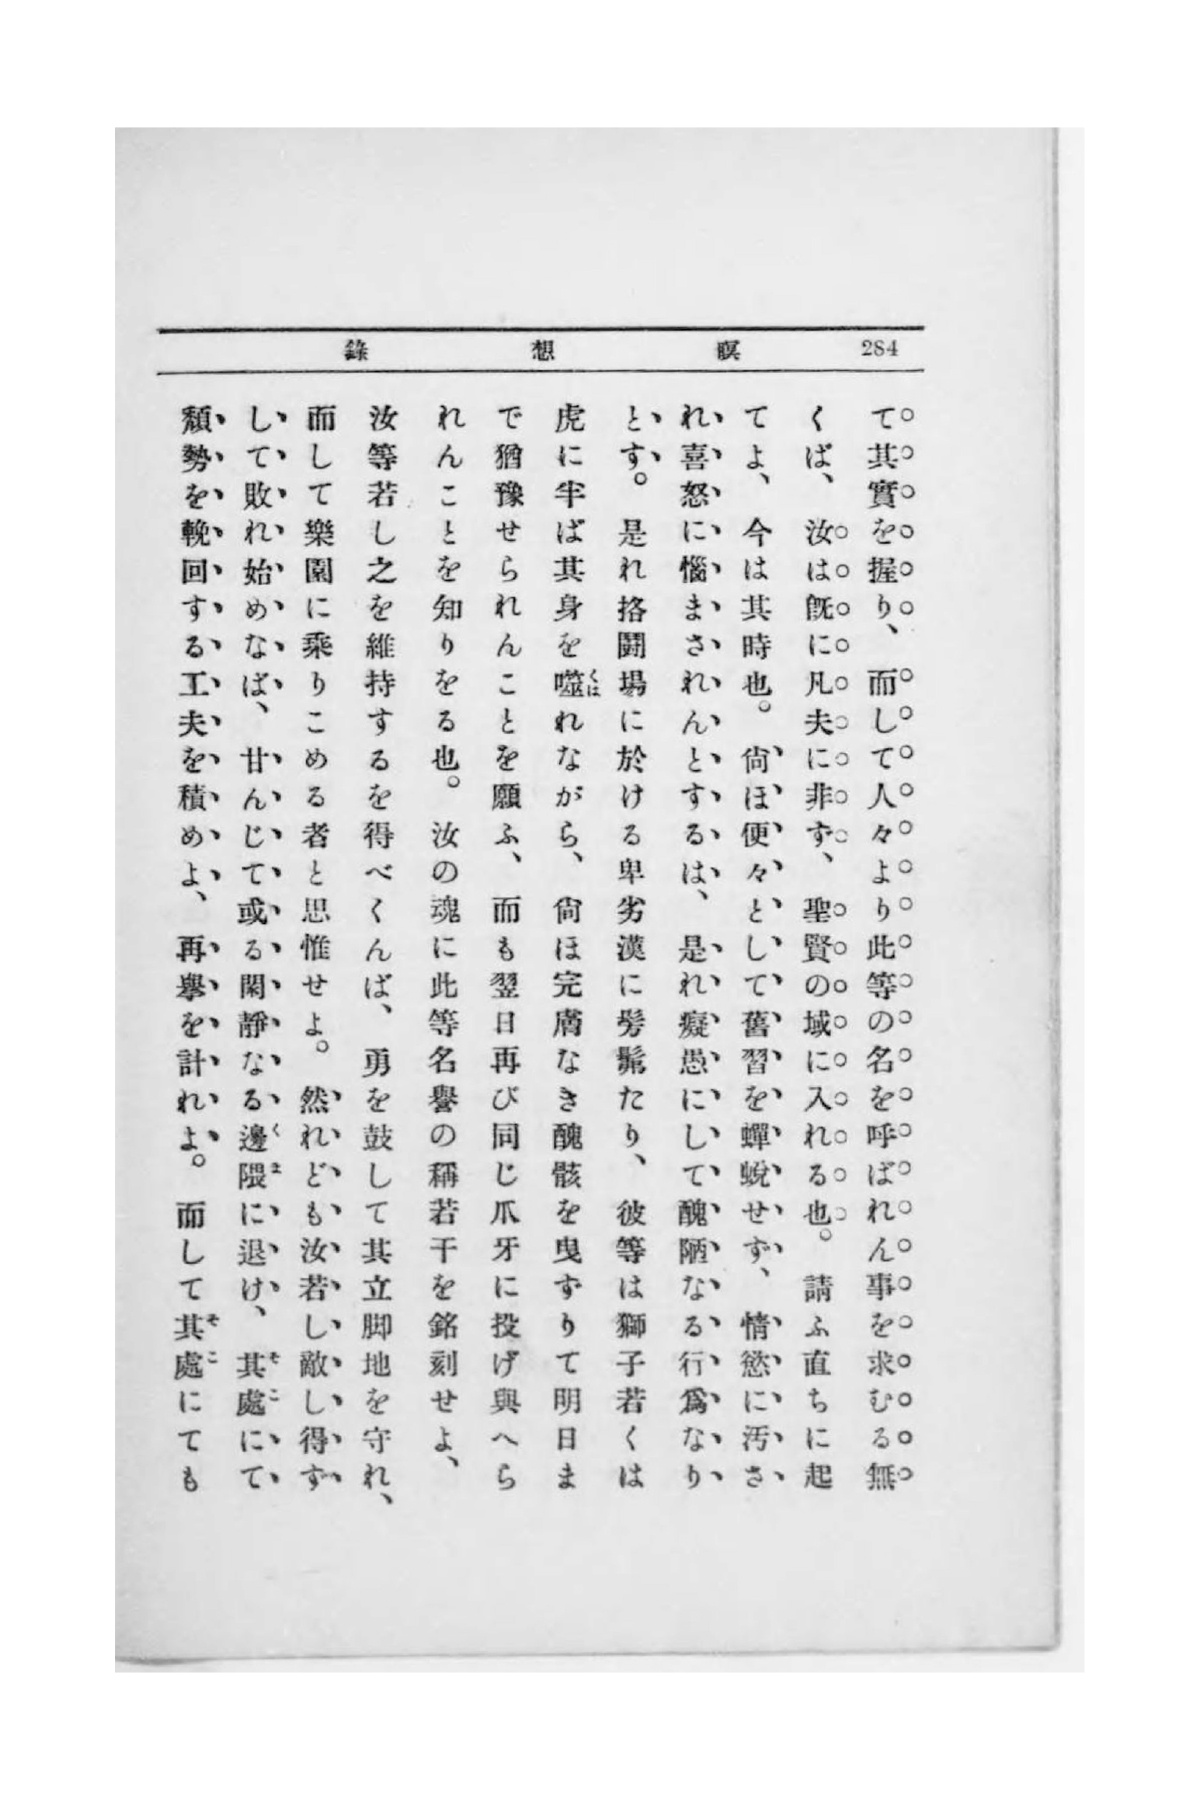 284 瞑想錄
て其實を握り、而して人々より此等の名を呼ばれん事を求むる無
くば、汝は旣に凡夫に非ず、聖賢の域に入れる也。請ふ直ちに起
てよ、今は其時也。尙ほ便々として舊習を蟬蛻せず、情慾に汚さ
れ喜怒に惱まされんとするは、是れ癡愚にして醜陋なる行爲なり
とす。是れ挌鬪場に於ける卑劣漢に髣髴たり、彼等は獅子若くは
虎に半ば其身を噬れながら、尙ほ完膚なき醜骸を曳ずりて明日ま
で猶豫せられんことを願ふ、而も翌日再び同じ爪牙に投げ與へら
れんことを知りをる也。汝の魂に此等名譽の稱若干を銘刻せよ、
汝等若し之を維持するを得べくんば、勇を鼓して其立脚地を守れ、
而して樂園に乘りこめる者と思惟せよ。然れども汝若し敵し得ず
して敗れ始めなば、甘んじて或る閑靜なる邊隈に退け、其處にて
頽勢を輓回する工夫を積めよ、再擧を計れよ。而して其處にても